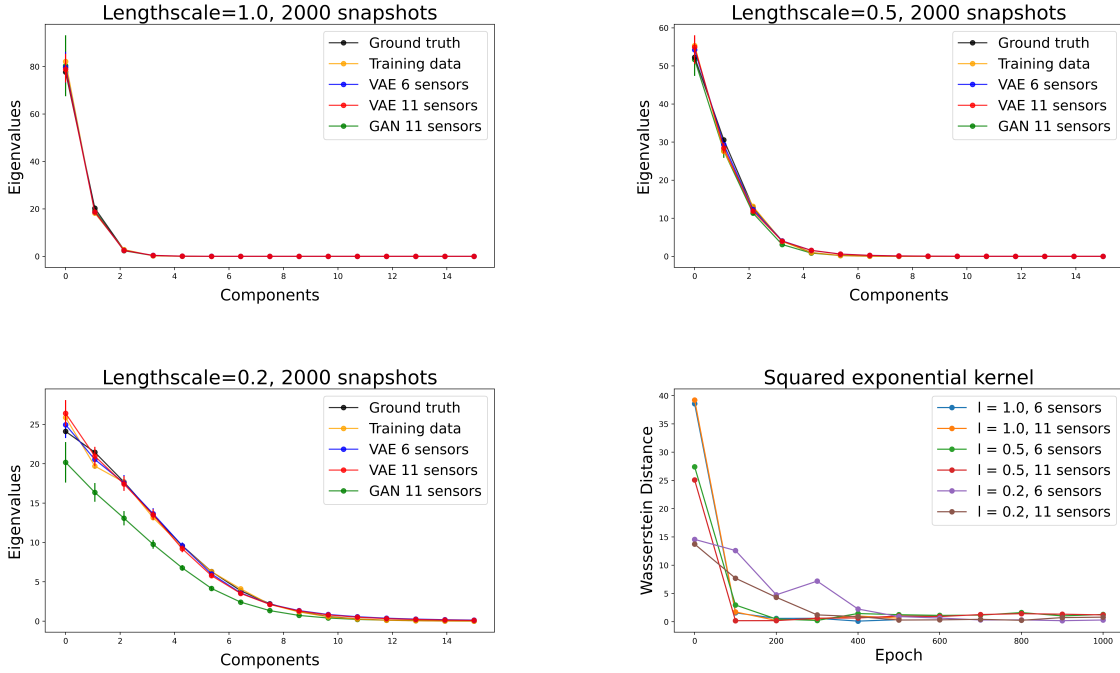 Lengthscale=1.0, 2000 snapshots
Eigenvalues
80
60
40
20
0
Ground truth
Training data
VAE 6 sensors
VAE 11 sensors
GAN 11 sensors
0 2 4 6 8 10 12 14
Components
Lengthscale=0.5, 2000 snapshots
Eigenvalues
60
50
40
30
20
10
0
Ground truth
Training data
VAE 6 sensors
VAE 11 sensors
GAN 11 sensors
0 2 4 6 8 10 12 14
Components
Lengthscale=0.2, 2000 snapshots
Eigenvalues
25
20
15
10
5
0
Ground truth
Training data
VAE 6 sensors
VAE 11 sensors
GAN 11 sensors
0 2 4 6 8 10 12 14
Components
Squared exponential kernel
Wasserstein Distance
40
35
30
25
20
15
10
5
0
l = 1.0, 6 sensors
l = 1.0, 11 sensors
l = 0.5, 6 sensors
l = 0.5, 11 sensors
l = 0.2, 6 sensors
l = 0.2, 11 sensors
0 200 400 600 800 1000
Epoch